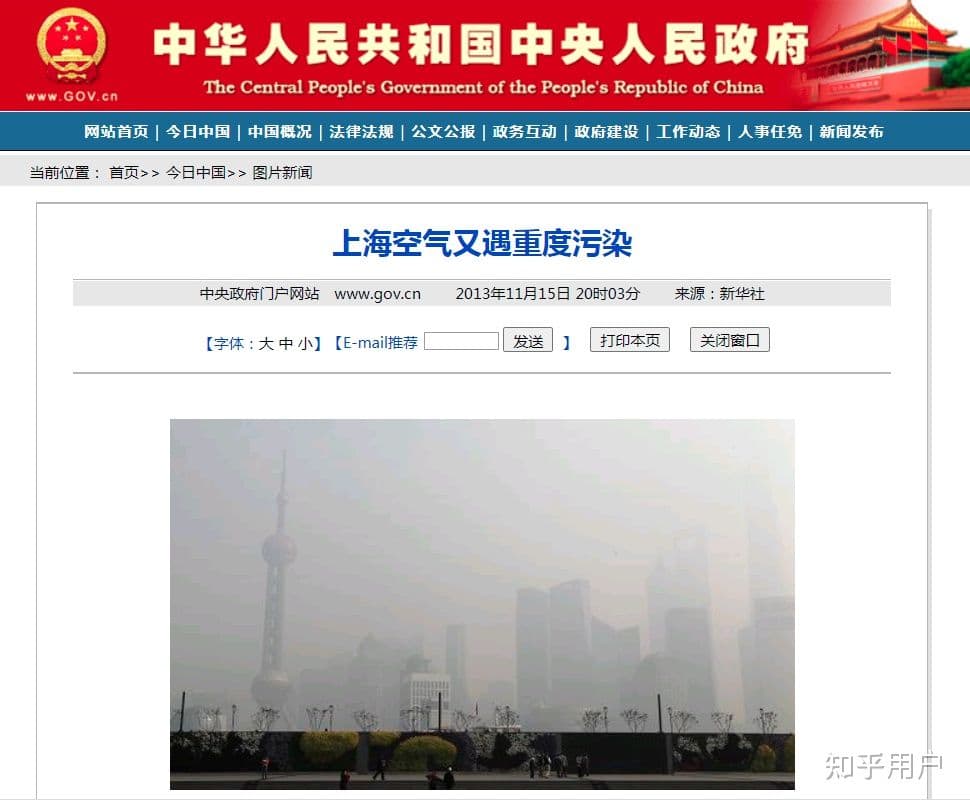 中华人民共和国中央人民政府
www.GOV.cn
The Central People's Government of the People's Republic of China
网站首页 | 今日中国 | 中国概况 | 法律法规 | 公文公报 | 政务互动 | 政府建设 | 工作动态 | 人事任免 | 新闻发布
当前位置： 首页>> 今日中国>> 图片新闻
上海空气又遇重度污染
中央政府门户网站 www.gov.cn 2013年11月15日 20时03分 来源：新华社
【字体：大 中 小】【E-mail推荐 发送 】 打印本页 关闭窗口
知乎用户